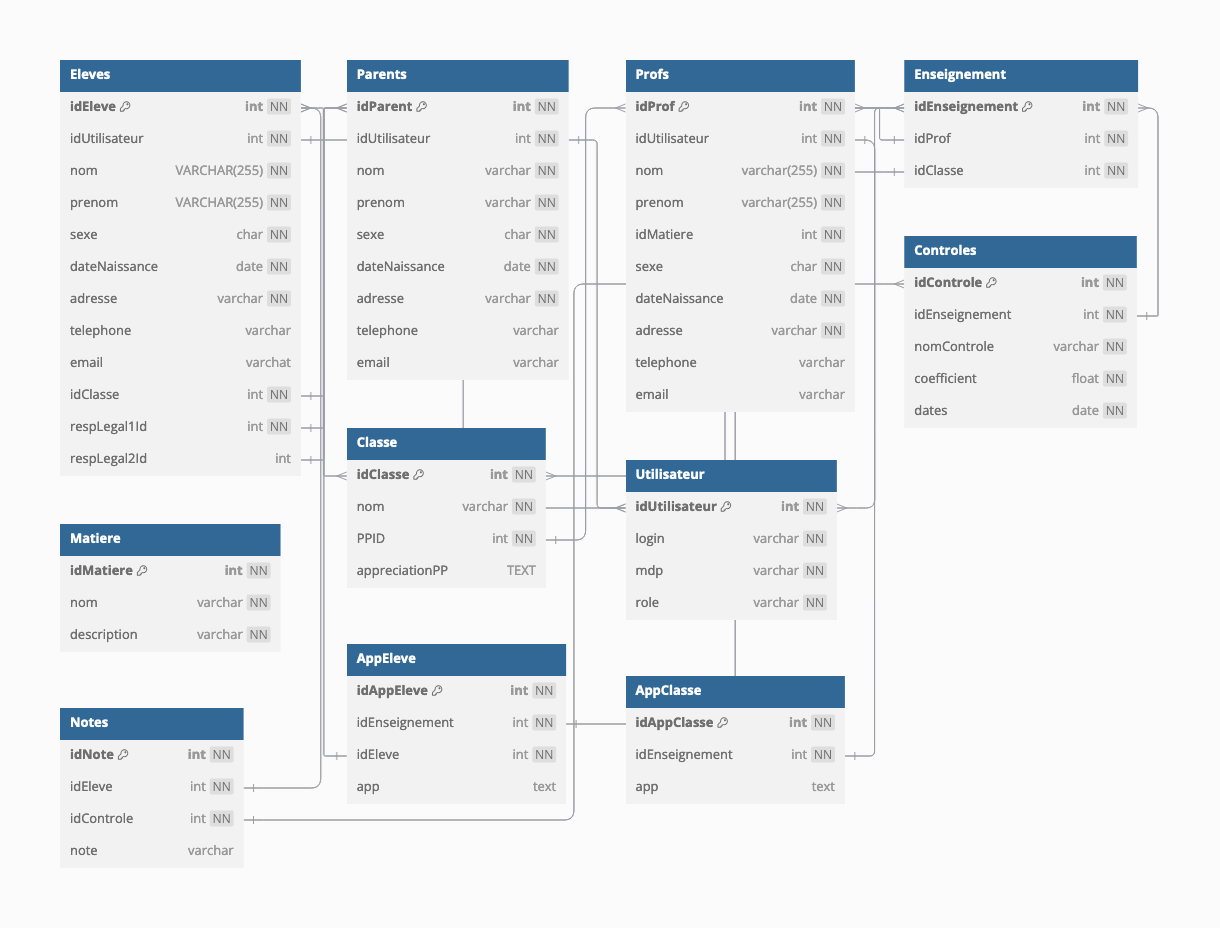 Eleves
idEleve int NN
idUtilisateur int NN
nom VARCHAR(255) NN
prenom VARCHAR(255) NN
sexe char NN
dateNaissance date NN
adresse varchar NN
telephone varchar
email varchat
idClasse int NN
respLegal1Id int NN
respLegal2Id int
Parents
idParent int NN
idUtilisateur int NN
nom varchar NN
prenom varchar NN
sexe char NN
dateNaissance date NN
adresse varchar NN
telephone varchar
email varchar
Profs
idProf int NN
idUtilisateur int NN
nom varchar(255) NN
prenom varchar(255) NN
idMatiere int NN
sexe char NN
dateNaissance date NN
adresse varchar NN
telephone varchar
email varchar
Enseignement
idEnseignement int NN
idProf int NN
idClasse int NN
Controles
idControle int NN
idEnseignement int NN
nomControle varchar NN
coefficient float NN
dates date NN
Classe
idClasse int NN
nom varchar NN
PPID int NN
appreciationPP TEXT
Utilisateur
idUtilisateur int NN
login varchar NN
mdp varchar NN
role varchar NN
Matiere
idMatiere int NN
nom varchar NN
description varchar NN
AppEleve
idAppEleve int NN
idEnseignement int NN
idEleve int NN
app text
AppClasse
idAppClasse int NN
idEnseignement int NN
app text
Notes
idNote int NN
idEleve int NN
idControle int NN
note varchar